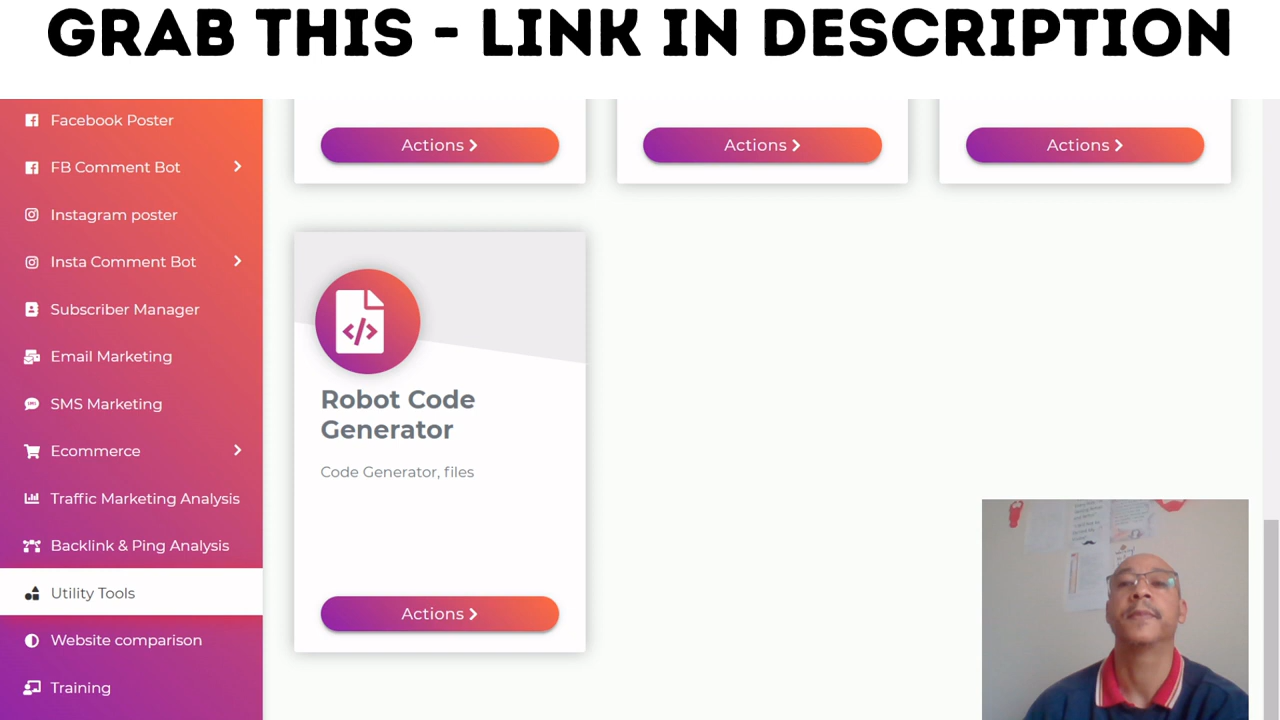 GRAB THIS - LINK IN DESCRIPTION
Facebook Poster
FB Comment Bot
Instagram poster
Insta Comment Bot
Subscriber Manager
Email Marketing
SMS Marketing
Ecommerce
Traffic Marketing Analysis
Backlink & Ping Analysis
Utility Tools
Website comparison
Training
Actions
Actions
Actions
Robot Code
Generator
Code Generator, files
Actions